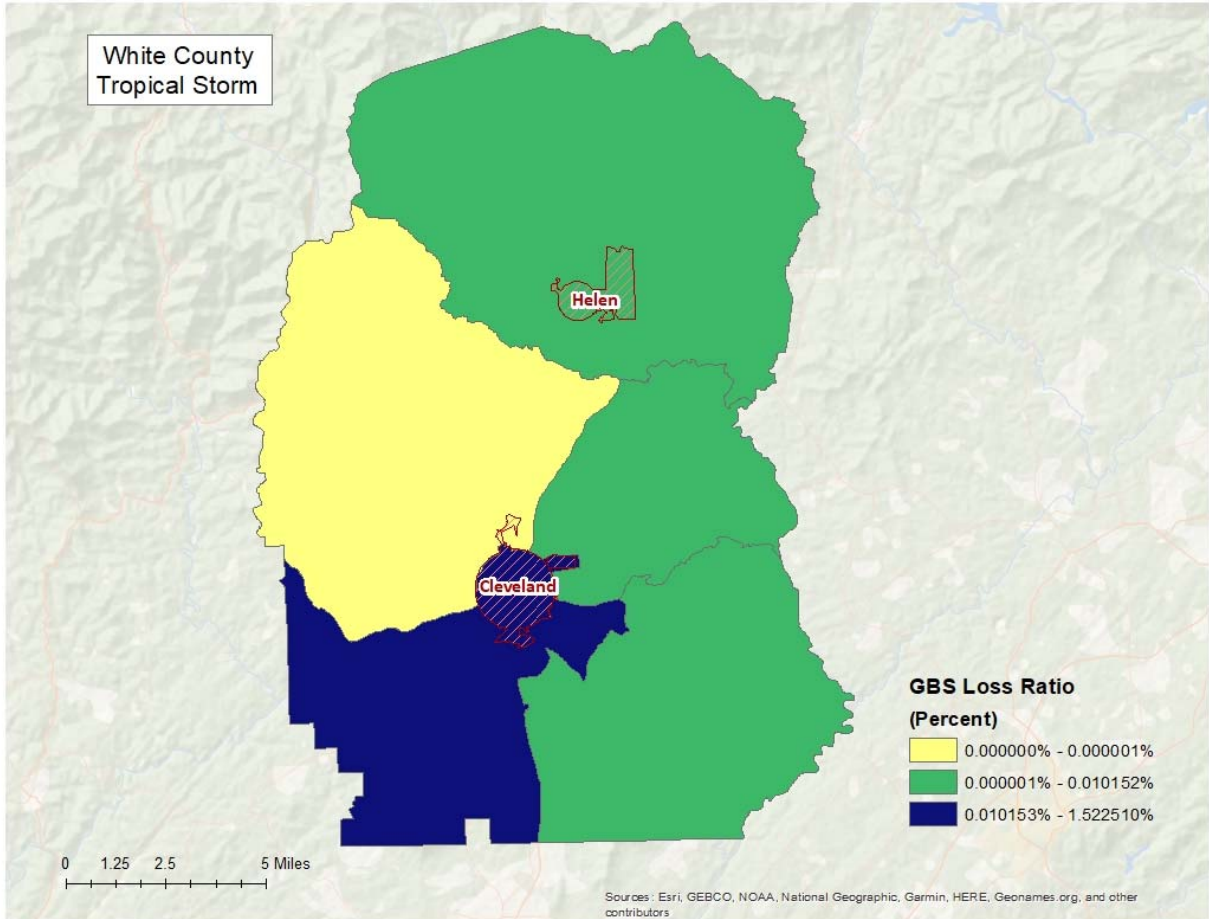 White County
Tropical Storm
Helen
Cleveland
GBS Loss Ratio
(Percent)
0.000000% - 0.000001%
0.000001% - 0.010152%
0.010153% - 1.522510%
0 1.25 2.5 5 Miles
Sources: Esri, GEBCO, NOAA, National Geographic, Garmin, HERE, Geonames.org, and other
contributors